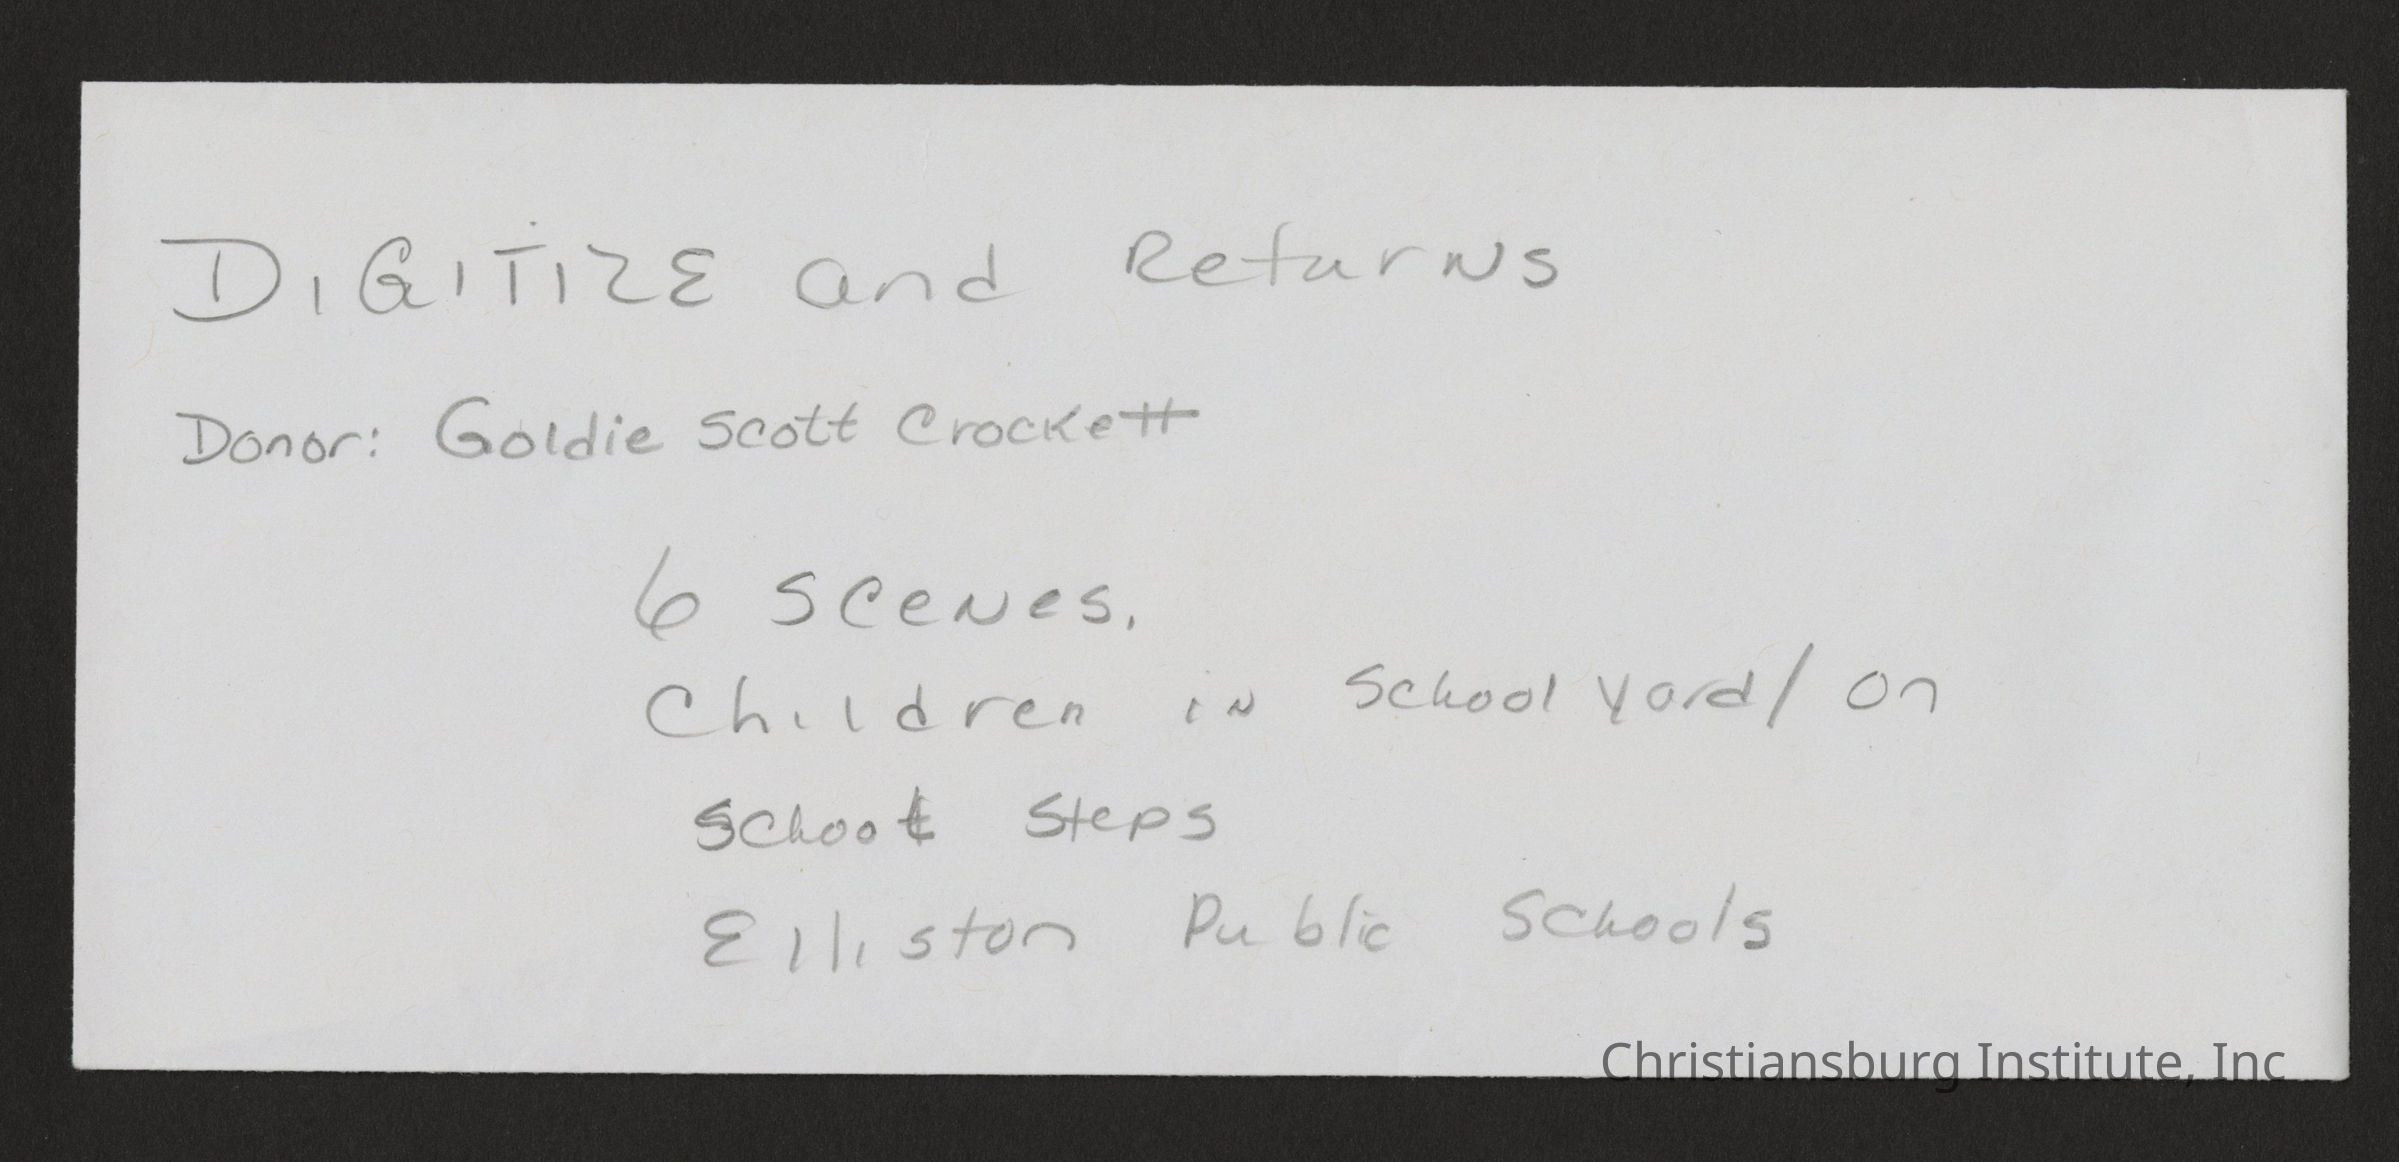 DIGITIZE and Returns
Donor: Goldie Scott Crockett
6 Scenes.
Children in School Yard/ on
School Steps
Elliston Public Schools
Christiansburg Institute, Inc